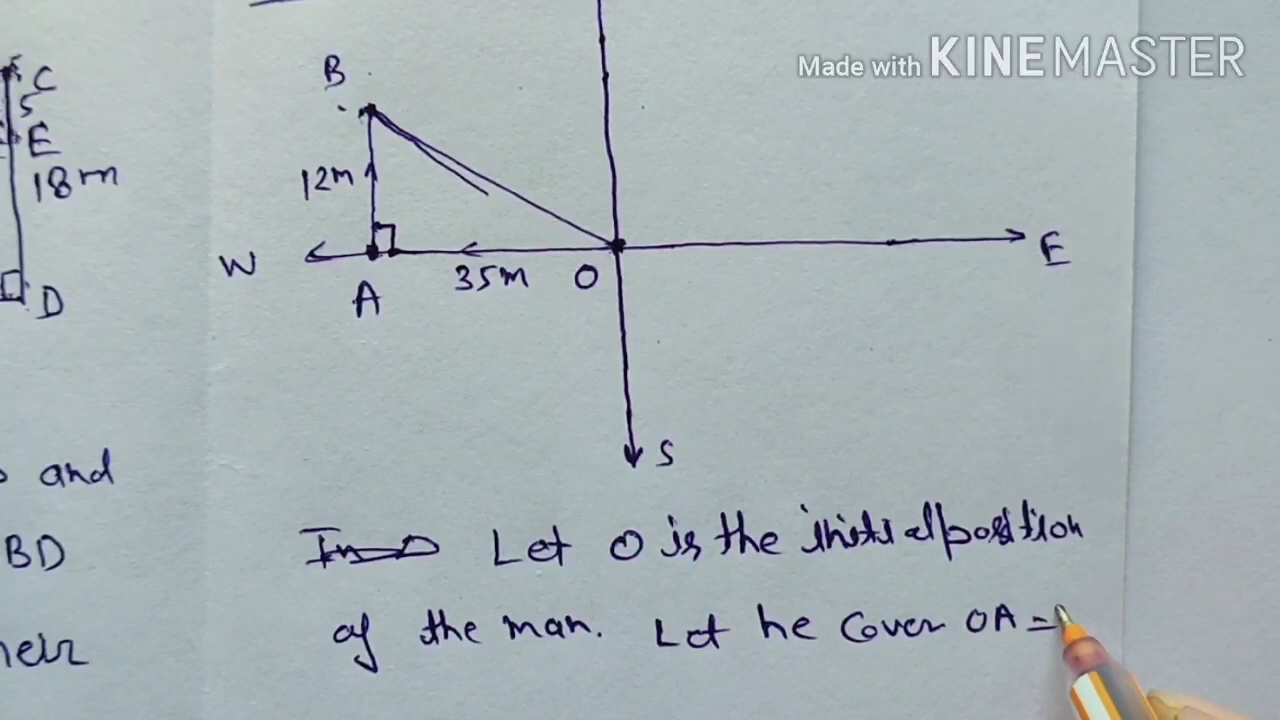 Made with KINEMASTER
C
5
E
18m
D
B
12m
W
A
35m
O
E
S
and
BD
Let O is the initial position
of the man. Let he cover OA =
heir